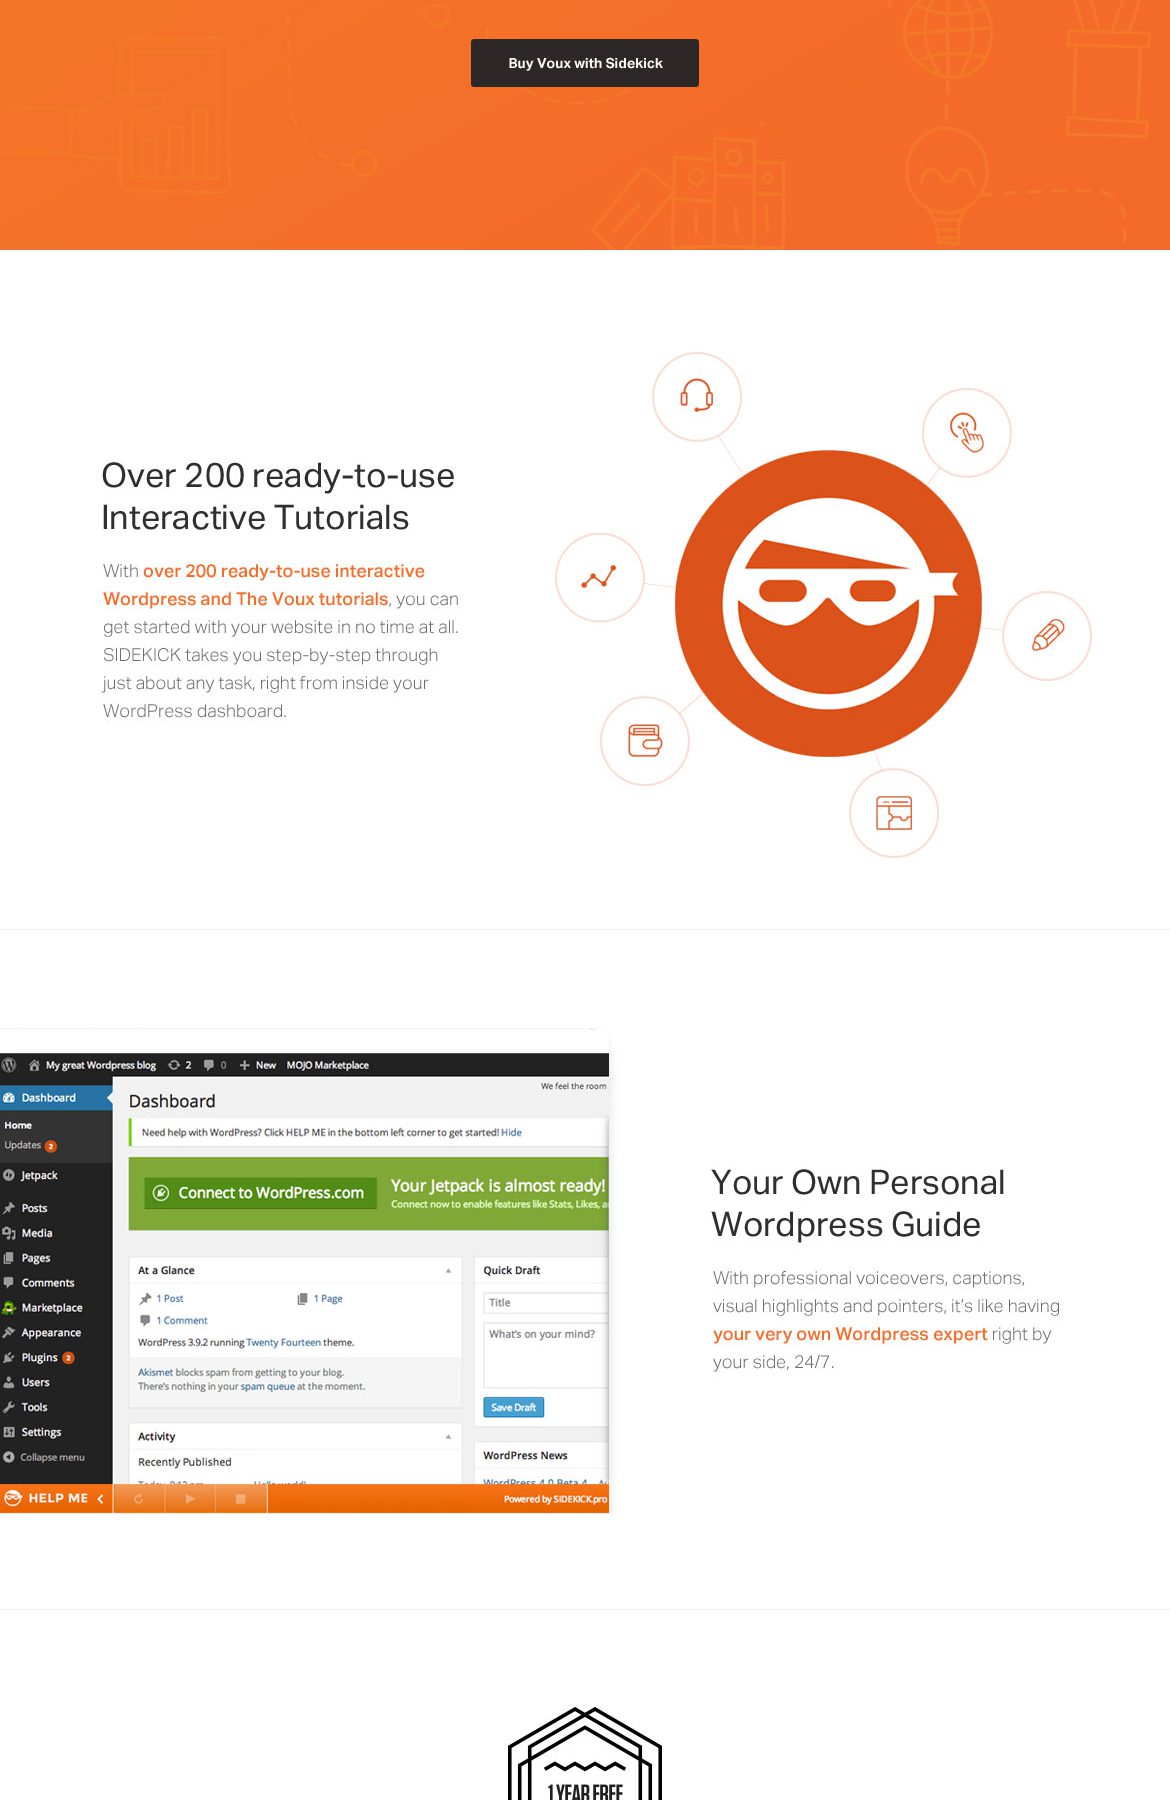 Buy Voux with Sidekick
Over 200 ready-to-use
Interactive Tutorials
With over 200 ready-to-use interactive
Wordpress and The Voux tutorials, you can
get started with your website in no time at all.
SIDEKICK takes you step-by-step through
just about any task, right from inside your
WordPress dashboard.
My great Wordpress blog 2 0 New MOJO Marketplace
Dashboard
Home
Updates 2
Jetpack
Posts
Media
Pages
Comments
Marketplace
Appearance
Plugins 2
Users
Tools
Settings
Collapse menu
We feel the room
Dashboard
Need help with WordPress? Click HELP ME in the bottom left corner to get started! Hide
Connect to WordPress.com
Your Jetpack is almost ready!
Connect now to enable features like Stats, Likes,
At a Glance
1 Post 1 Page
1 Comment
WordPress 3.9.2 running Twenty Fourteen theme.
Akismet blocks spam from getting to your blog.
There's nothing in your spam queue at the moment.
Activity
Recently Published
Quick Draft
Title
What's on your mind?
Save Draft
WordPress News
WordPress 4.0 Beta 4
HELP ME
Powered by SIDEKICK.pro
Your Own Personal
Wordpress Guide
With professional voiceovers, captions,
visual highlights and pointers, it's like having
your very own Wordpress expert right by
your side, 24/7.
1 YEAR FREE